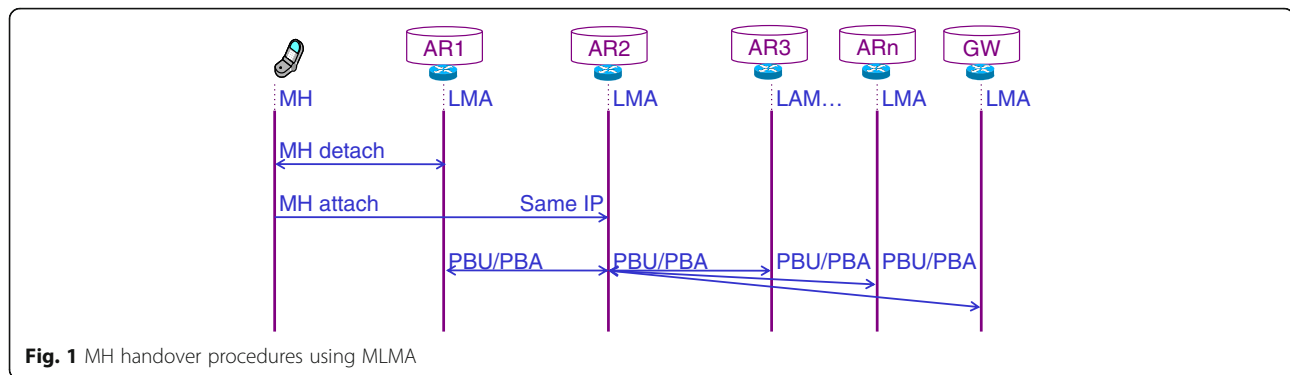 AR1 AR2 AR3 ARn GW
MH LMA LMA LAM... LMA LMA
MH detach
MH attach Same IP
PBU/PBA PBU/PBA PBU/PBA PBU/PBA
Fig. 1 MH handover procedures using MLMA